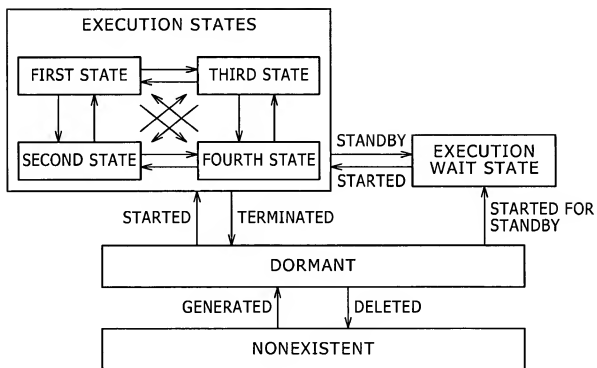 EXECUTION STATES
FIRST STATE
THIRD STATE
SECOND STATE
FOURTH STATE
STANDBY
STARTED
EXECUTION
WAIT STATE
STARTED
TERMINATED
STARTED FOR
STANDBY
DORMANT
GENERATED
DELETED
NONEXISTENT